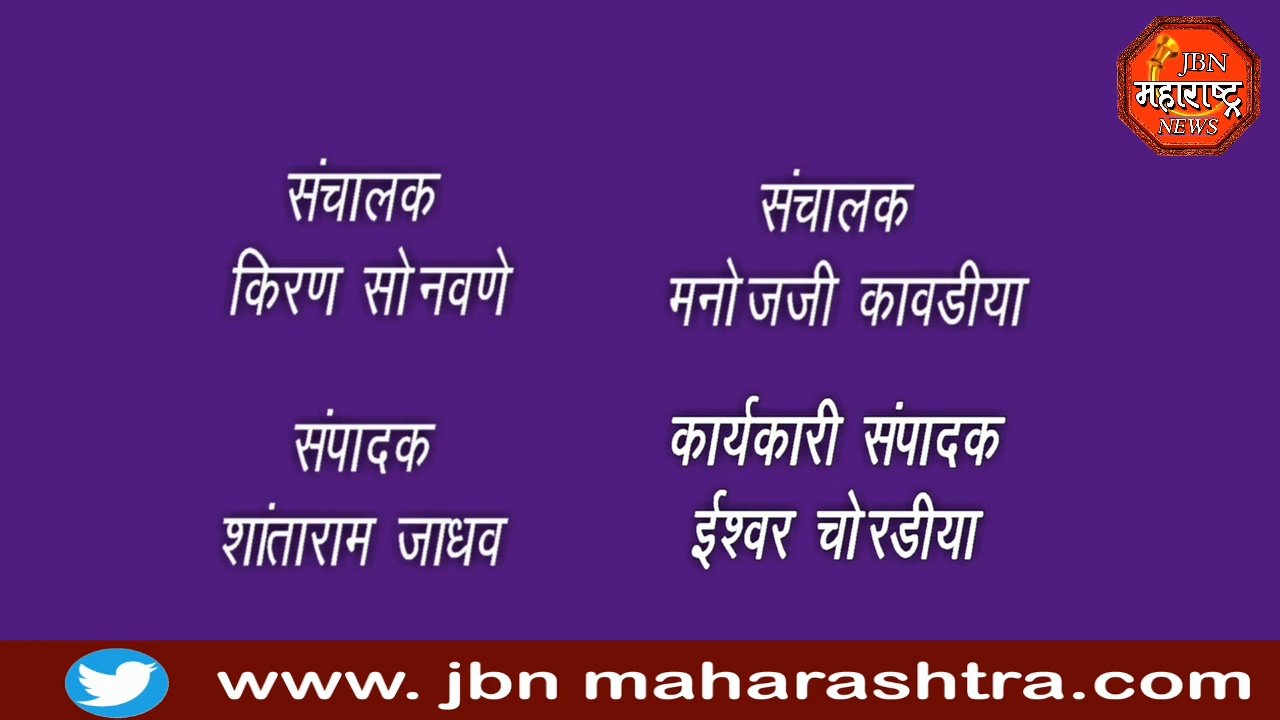 JBN
महाराष्ट्र
NEWS
संचालक
किरण सोनवणे
संचालक
मनोजजी कावडीया
संपादक
शांताराम जाधव
कार्यकारी संपादक
ईश्वर चोरडीया
www. jbn maharashtra.com